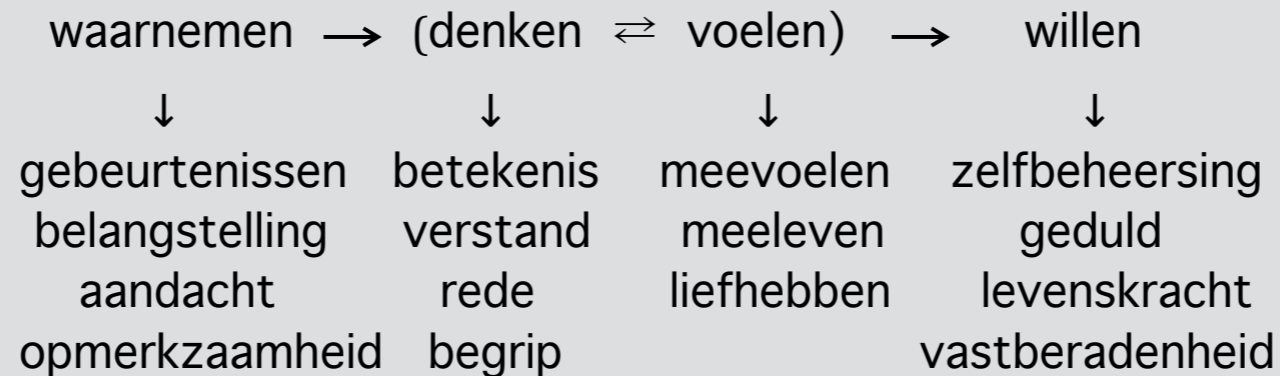 waarnemen → (denken ⇄ voelen) → willen
↓ ↓ ↓ ↓
gebeurtenissen betekenis meevoelen zelfbeheersing
belangstelling verstand meeleven geduld
aandacht rede liefhebben levenskracht
opmerkzaamheid begrip vastberadenheid